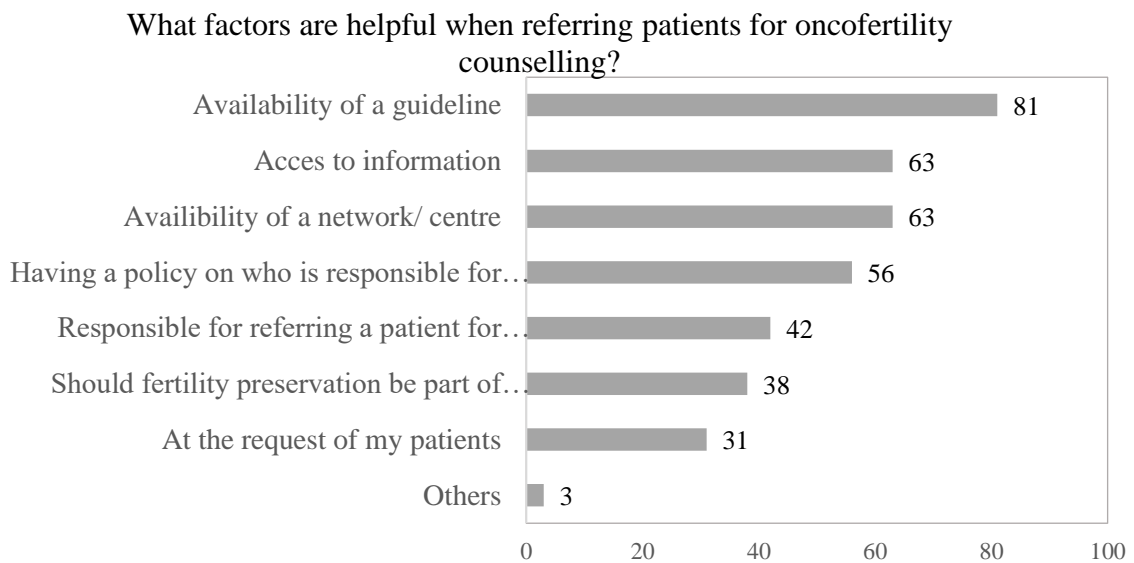 What factors are helpful when referring patients for oncofertility
counselling?
Availability of a guideline 81
Acces to information 63
Availibility of a network/ centre 63
Having a policy on who is responsible for… 56
Responsible for referring a patient for… 42
Should fertility preservation be part of… 38
At the request of my patients 31
Others 3
0 20 40 60 80 100